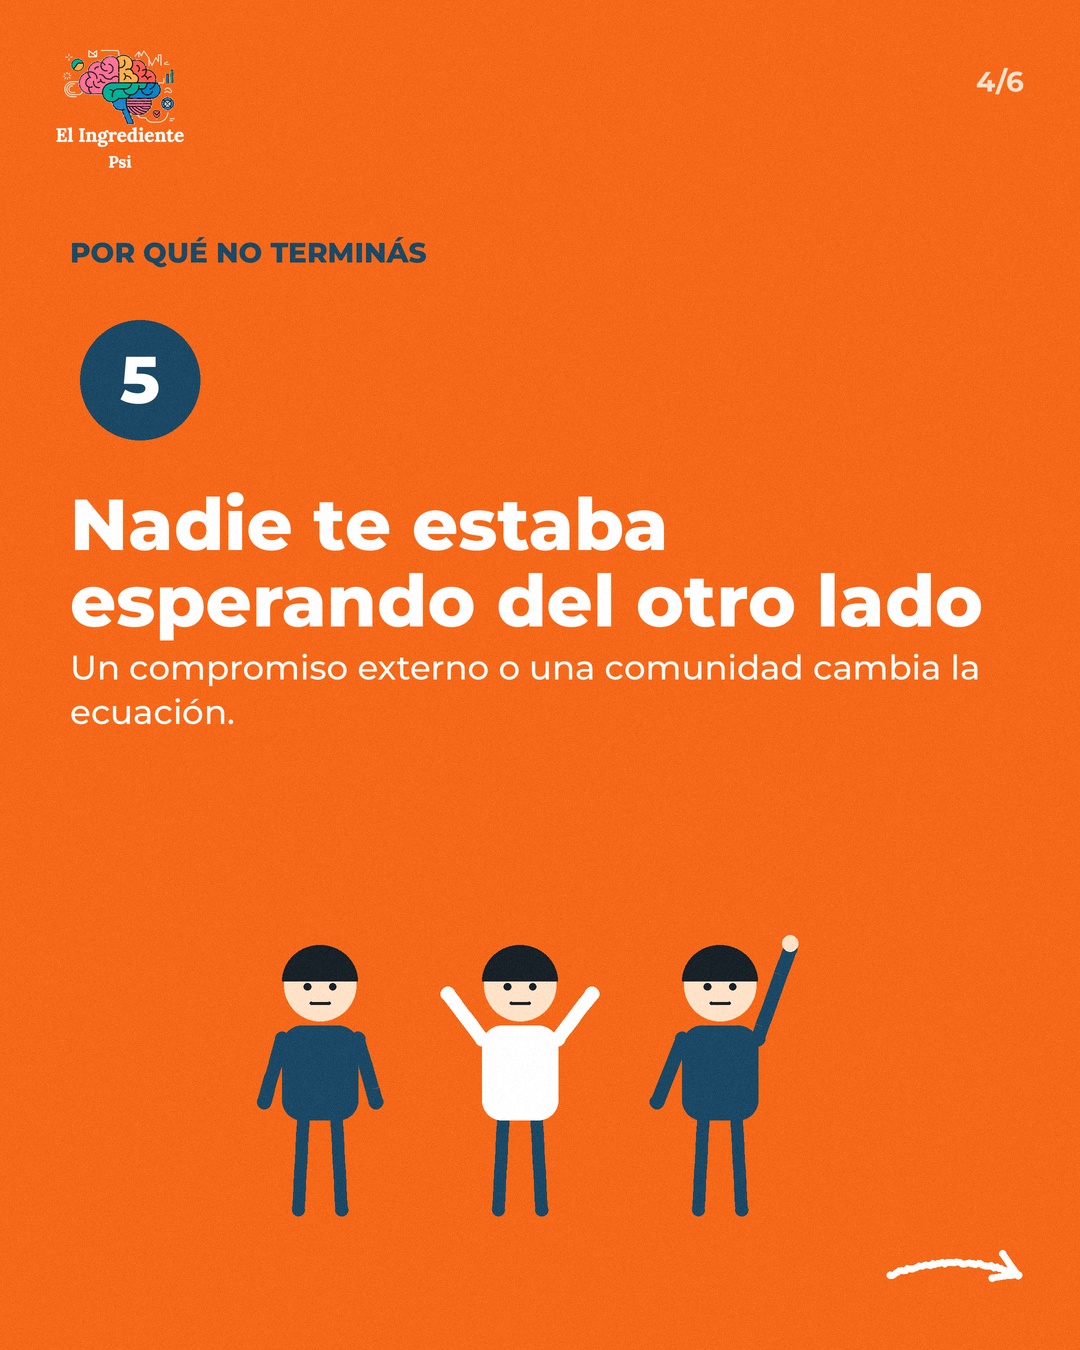 El Ingrediente
Psi
4/6
POR QUÉ NO TERMINÁS
5
Nadie te estaba
esperando del otro lado
Un compromiso externo o una comunidad cambia la
ecuación.